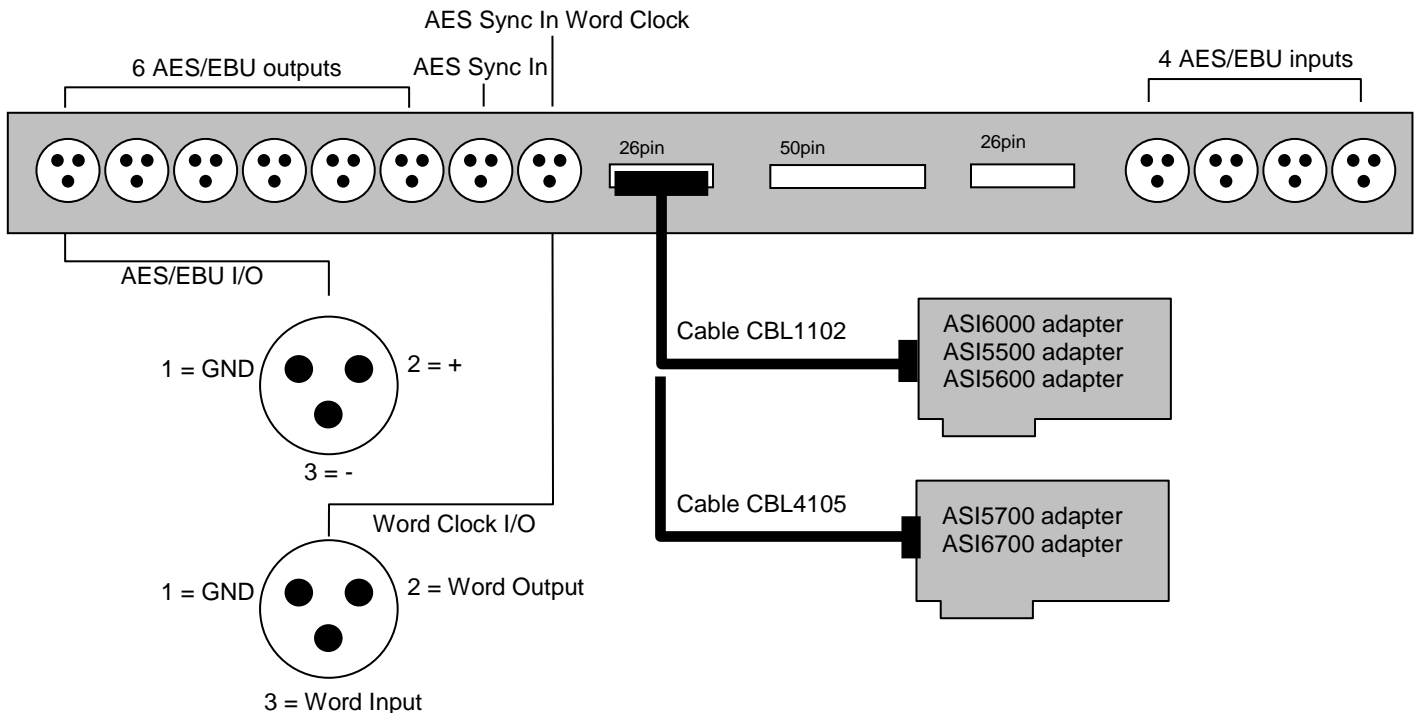 AES Sync In Word Clock
6 AES/EBU outputs
AES Sync In
4 AES/EBU inputs
26pin
50pin
26pin
AES/EBU I/O
1 = GND
2 = +
3 = -
Cable CBL1102
ASI6000 adapter
ASI5500 adapter
ASI5600 adapter
Cable CBL4105
ASI5700 adapter
ASI6700 adapter
Word Clock I/O
1 = GND
2 = Word Output
3 = Word Input